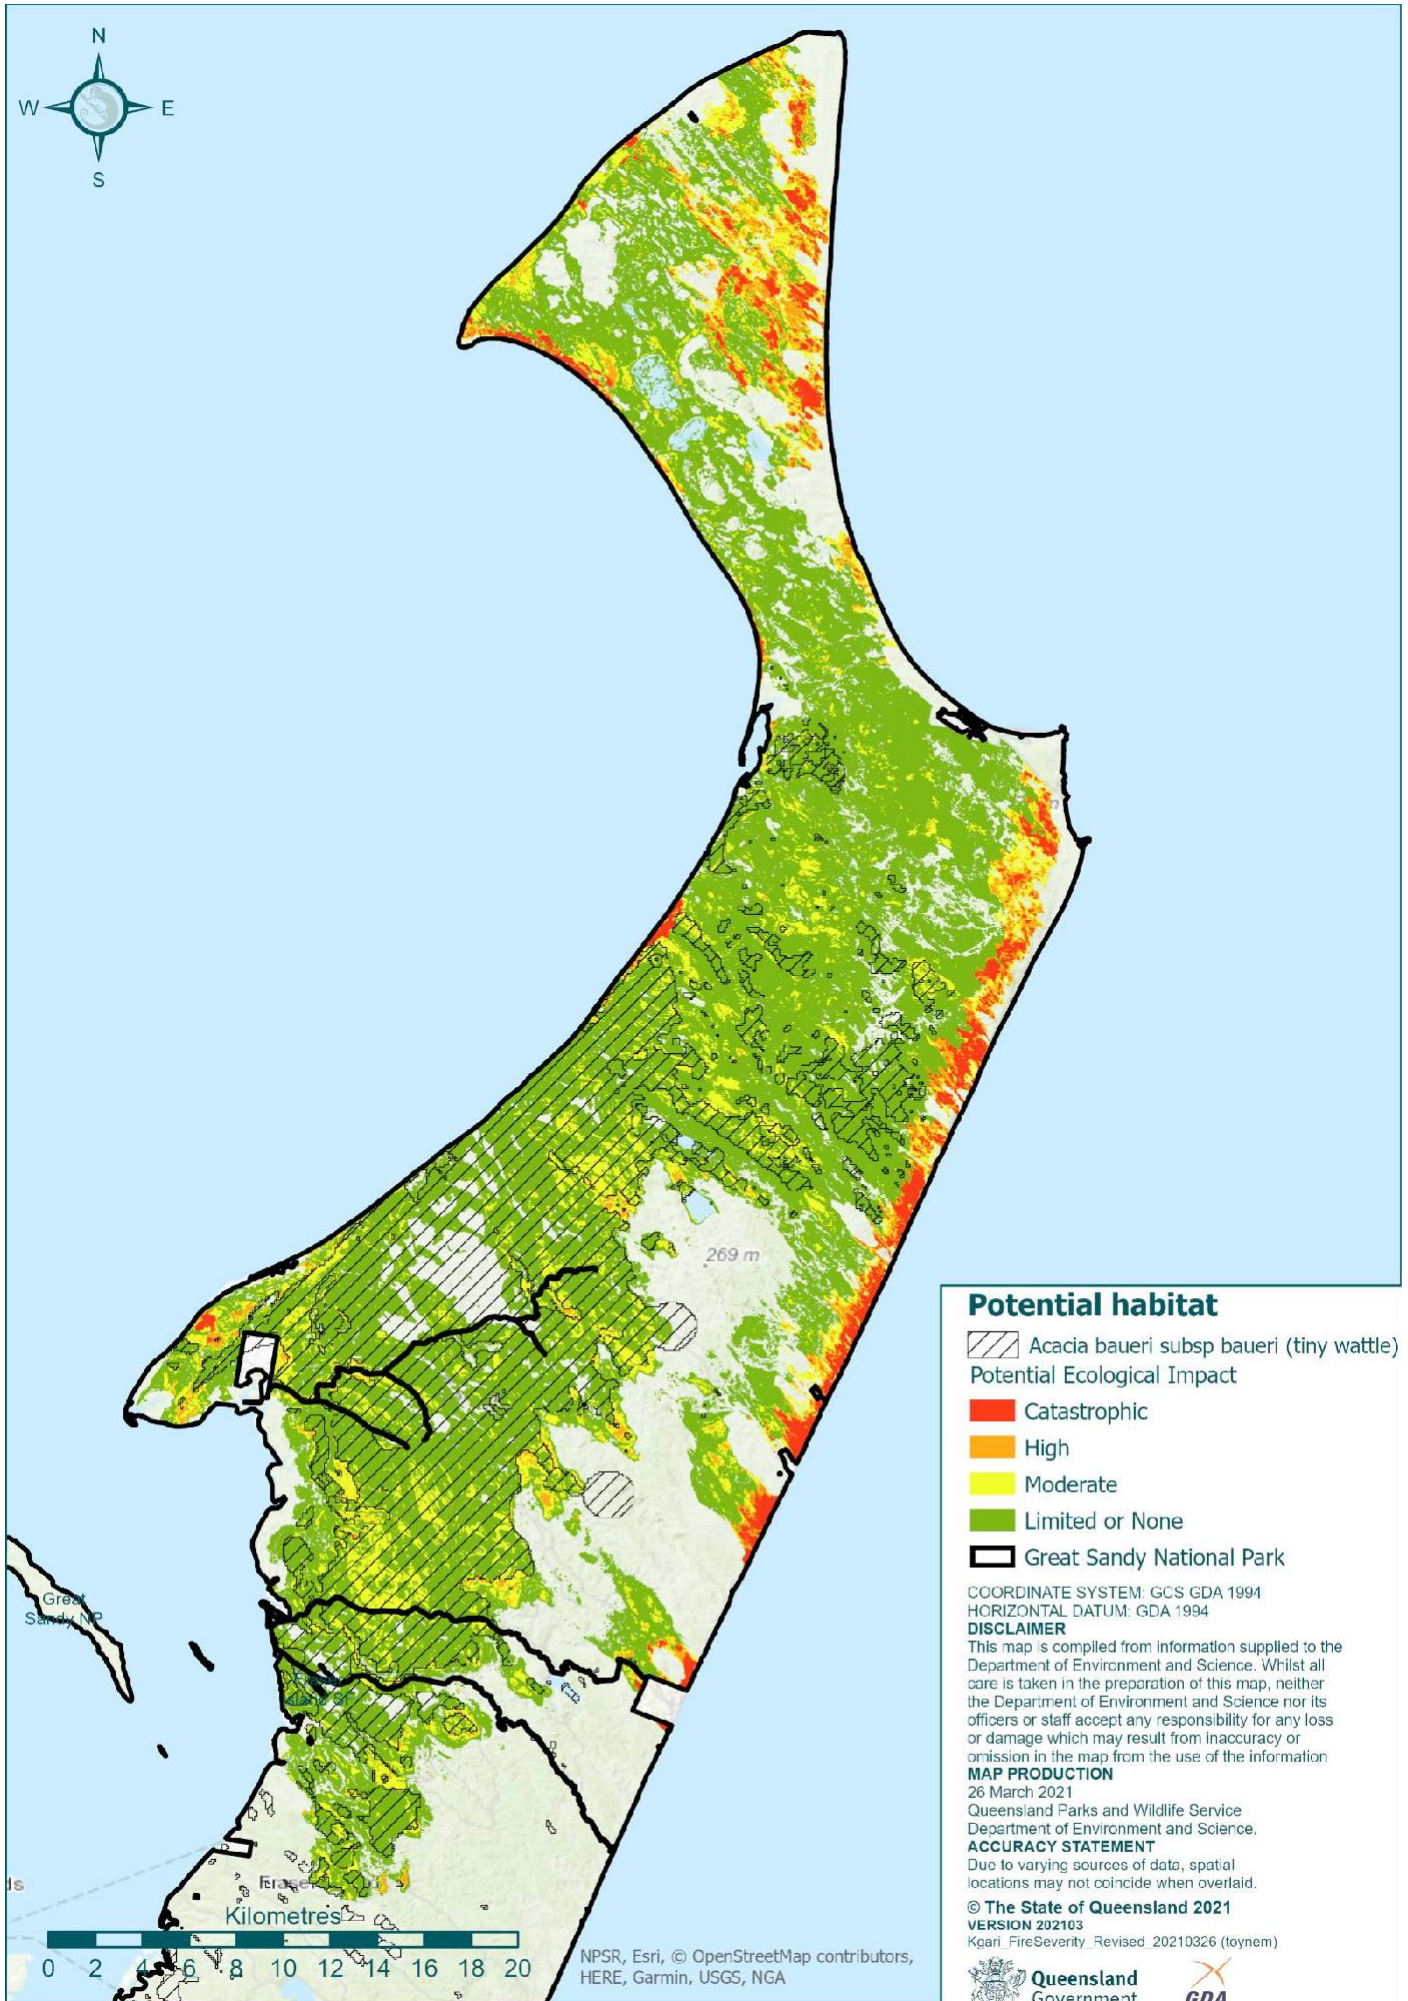 N
W
E
S
269 m
Great
Sandy NP
Kilometres
0 2 4 6 8 10 12 14 16 18 20
NPSR, Esri, © OpenStreetMap contributors,
HERE, Garmin, USGS, NGA
Potential habitat
Acacia baueri subsp baueri (tiny wattle)
Potential Ecological Impact
Catastrophic
High
Moderate
Limited or None
Great Sandy National Park
COORDINATE SYSTEM: GCS GDA 1994
HORIZONTAL DATUM: GDA 1994
DISCLAIMER
This map is compiled from information supplied to the
Department of Environment and Science. Whilst all
care is taken in the preparation of this map, neither
the Department of Environment and Science nor its
officers or staff accept any responsibility for any loss
or damage which may result from inaccuracy or
omission in the map from the use of the information
MAP PRODUCTION
26 March 2021
Queensland Parks and Wildlife Service
Department of Environment and Science.
ACCURACY STATEMENT
Due to varying sources of data, spatial
locations may not coincide when overlaid.
© The State of Queensland 2021
VERSION 202103
Kgari_FireSeverity_Revised_20210326 (toynem)
Queensland
Government
GDA